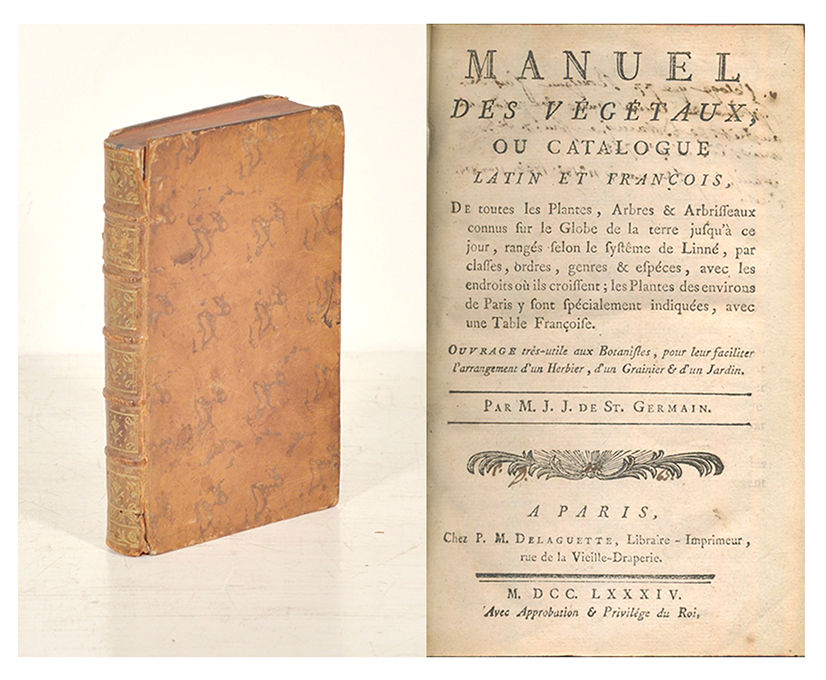 MANUEL
DES VÉGÉTAUX,
OU CATALOGUE
LATIN ET FRANÇOIS,
DE toutes les Plantes, Arbres & Arbriſſeaux
connus ſur le Globe de la terre juſqu'à ce
jour, rangés ſelon le ſyſtême de Linné, par
claſſes, ordres, genres & eſpéces, avec les
endroits où ils croiſſent; les Plantes des environs
de Paris y ſont ſpécialement indiquées, avec
une Table Françoiſe.
OUVRAGE très-utile aux Botaniſtes, pour leur faciliter
l'arrangement d'un Herbier, d'un Grainier & d'un Jardin.
PAR M. J. J. DE ST. GERMAIN.
A PARIS,
Chez P. M. DELAGUETTE, Libraire-Imprimeur,
rue de la Vieille-Draperie.
M. DCC. LXXXIV.
Avec Approbation & Privilége du Roi,